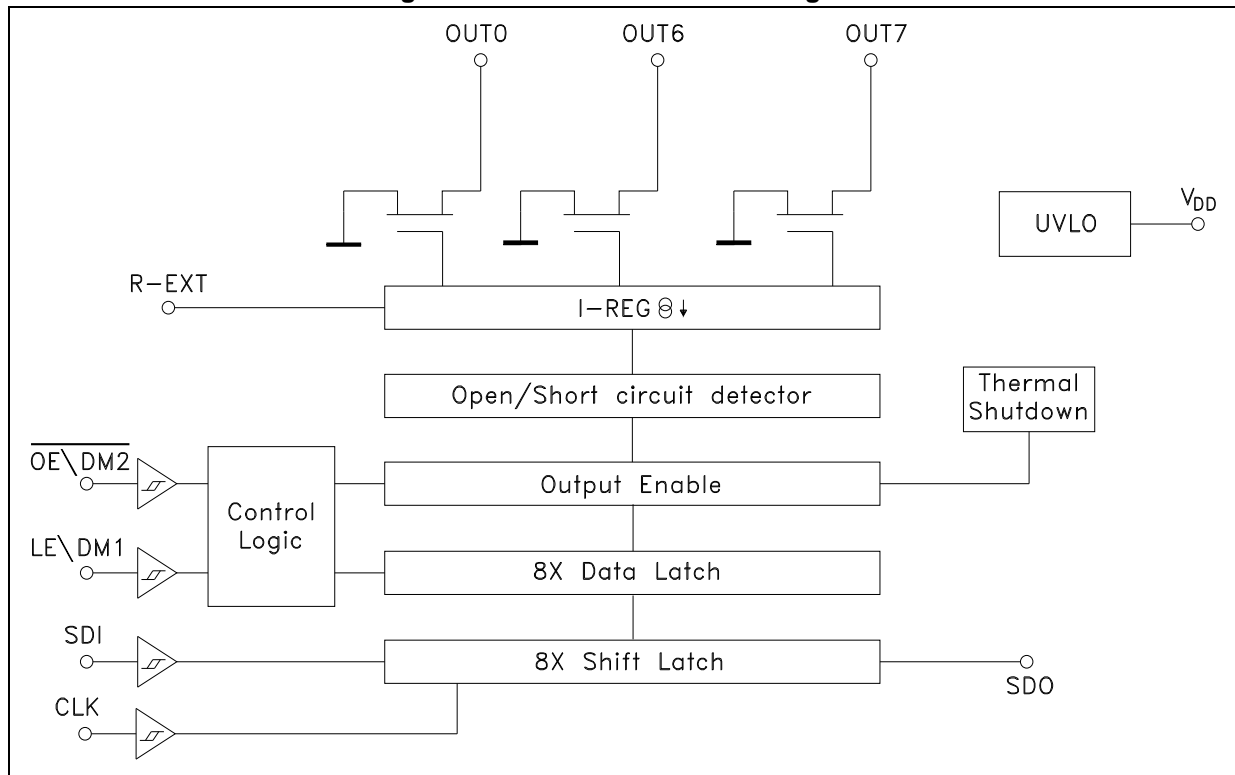 OUT0 OUT6 OUT7
V_DD
UVLO
R-EXT
I-REG
Open/Short circuit detector
Thermal
Shutdown
OE\DM2
Output Enable
Control
Logic
LE\DM1
8X Data Latch
SDI
8X Shift Latch
SDO
CLK